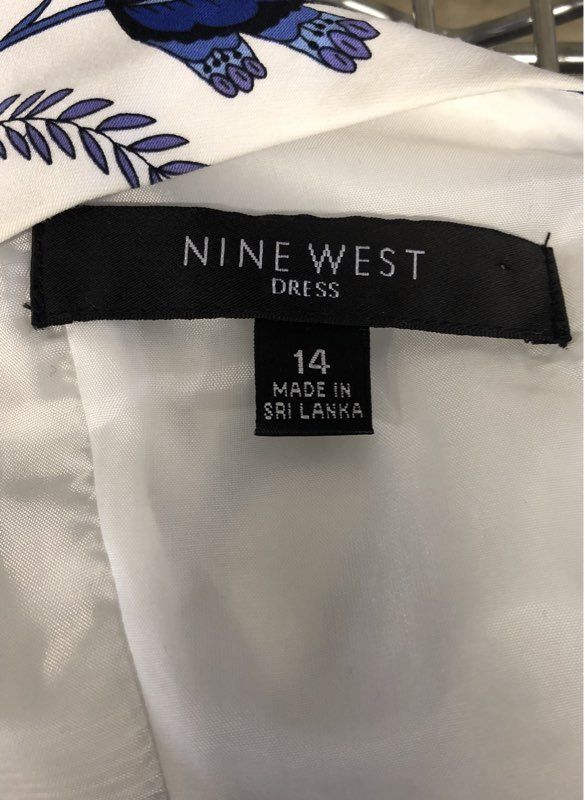 NINE WEST
DRESS
14
MADE IN
SRI LANKA